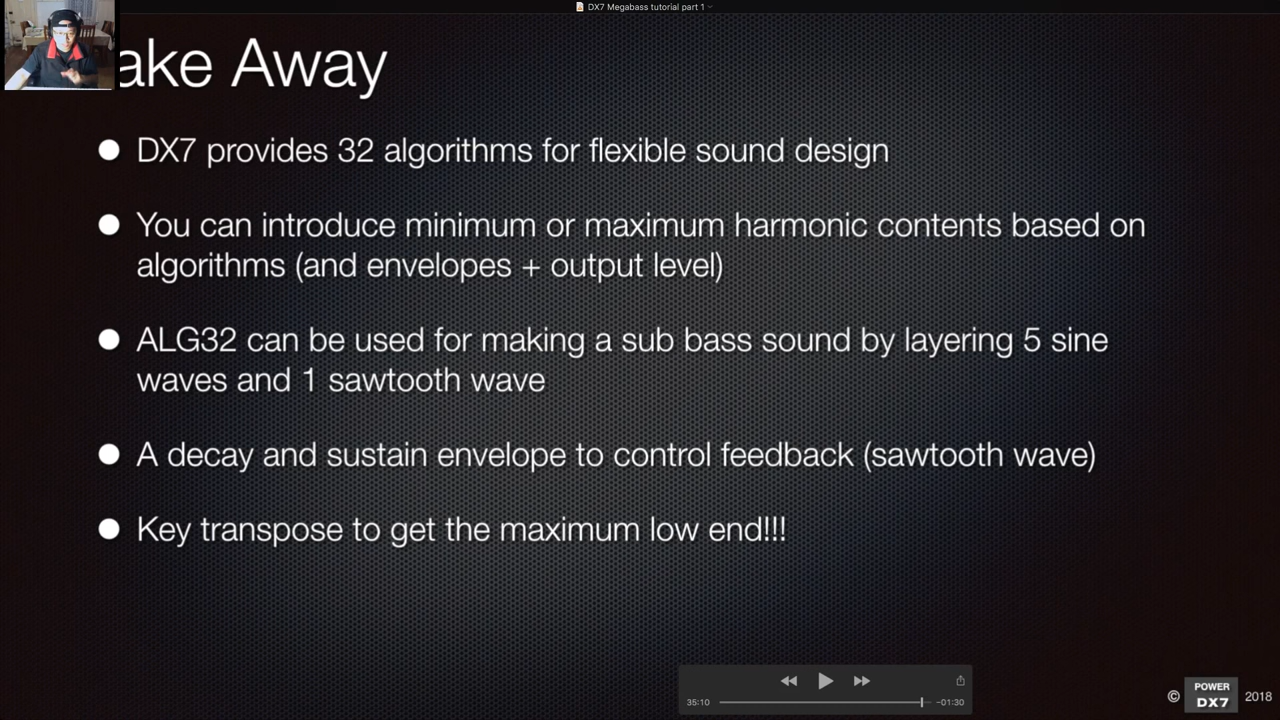 DX7 Megabass tutorial part 1
ake Away
DX7 provides 32 algorithms for flexible sound design
You can introduce minimum or maximum harmonic contents based on
algorithms (and envelopes + output level)
ALG32 can be used for making a sub bass sound by layering 5 sine
waves and 1 sawtooth wave
A decay and sustain envelope to control feedback (sawtooth wave)
Key transpose to get the maximum low end!!!
35:10
-01:30
© POWER DX7 2018